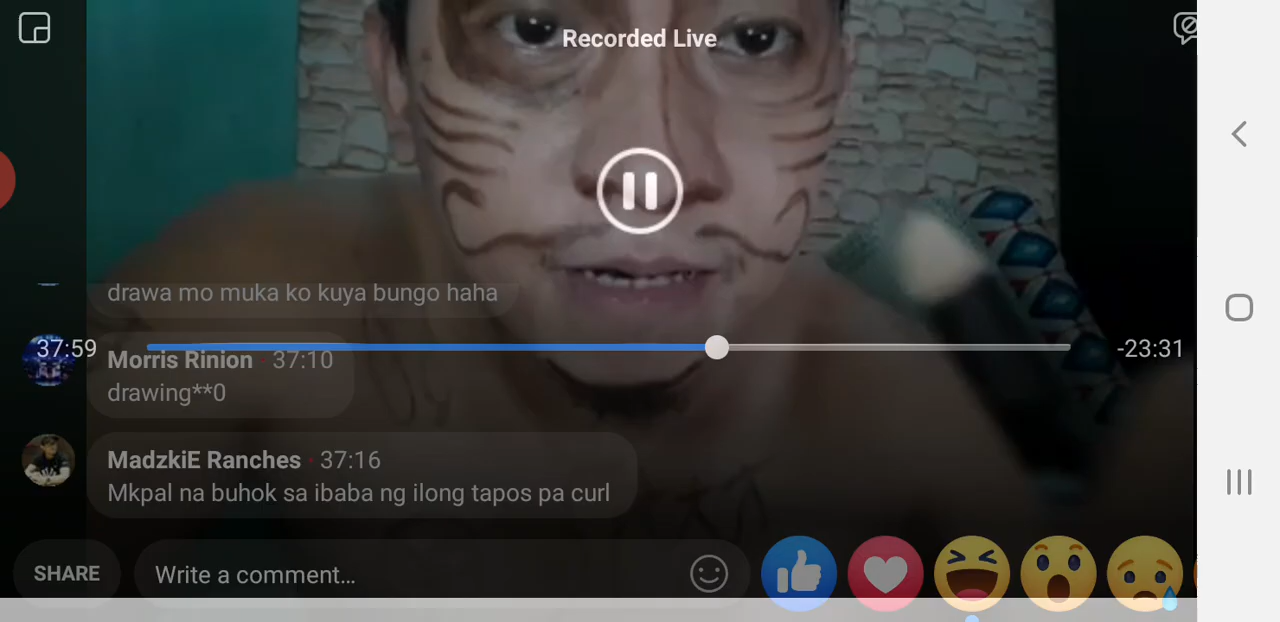 Recorded Live
drawa mo muka ko kuya bungo haha
37:59
-23:31
Morris Rinion · 37:10
drawing**0
MadzkiE Ranches · 37:16
Mkpal na buhok sa ibaba ng ilong tapos pa curl
SHARE
Write a comment...